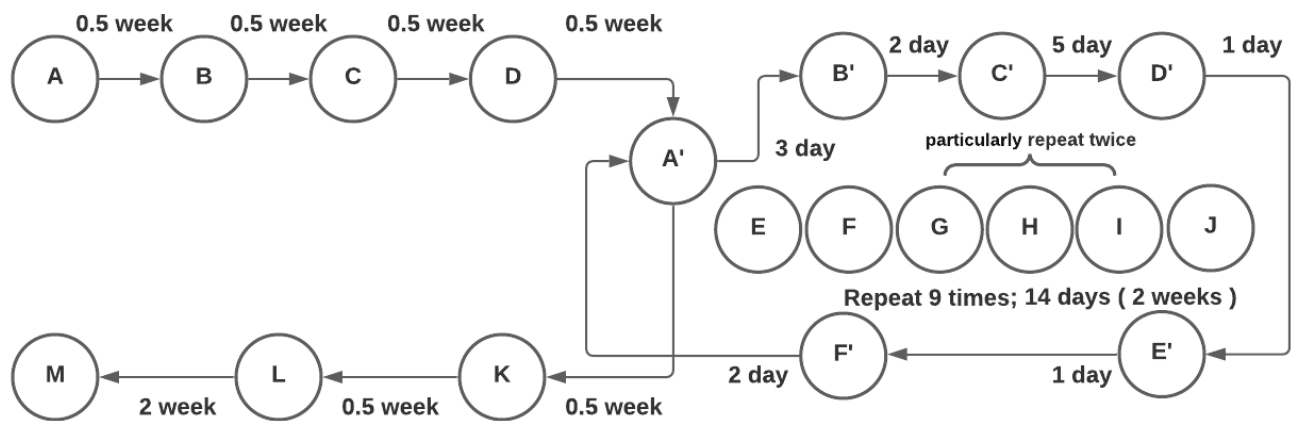 0.5 week 0.5 week 0.5 week 0.5 week
A B C D
B' 2 day C' 5 day D' 1 day
A' 3 day
particularly repeat twice
E F G H I J
Repeat 9 times; 14 days ( 2 weeks )
M L K F' E'
2 week 0.5 week 0.5 week 2 day 1 day